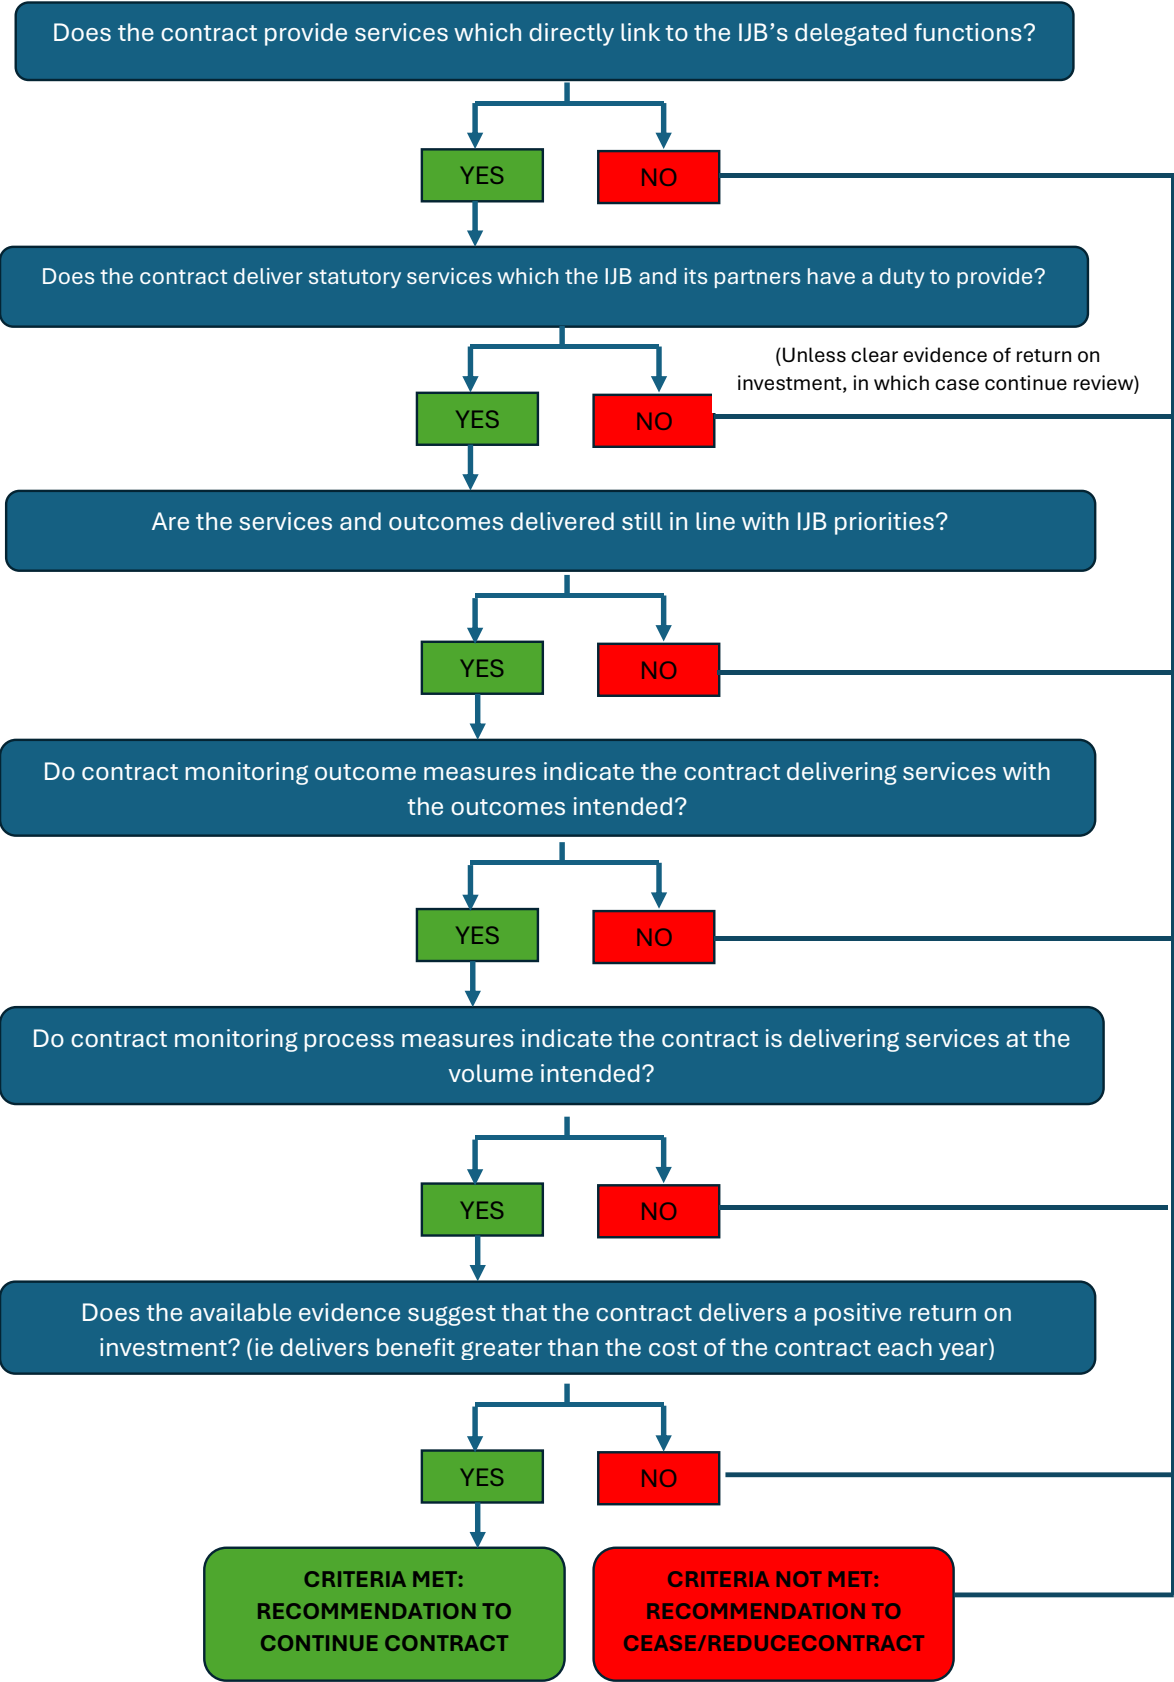 Does the contract provide services which directly link to the IJB’s delegated functions?
YES
NO
Does the contract deliver statutory services which the IJB and its partners have a duty to provide?
(Unless clear evidence of return on
investment, in which case continue review)
YES
NO
Are the services and outcomes delivered still in line with IJB priorities?
YES
NO
Do contract monitoring outcome measures indicate the contract delivering services with
the outcomes intended?
YES
NO
Do contract monitoring process measures indicate the contract is delivering services at the
volume intended?
YES
NO
Does the available evidence suggest that the contract delivers a positive return on
investment? (ie delivers benefit greater than the cost of the contract each year)
YES
NO
CRITERIA MET:
RECOMMENDATION TO
CONTINUE CONTRACT
CRITERIA NOT MET:
RECOMMENDATION TO
CEASE/REDUCECONTRACT